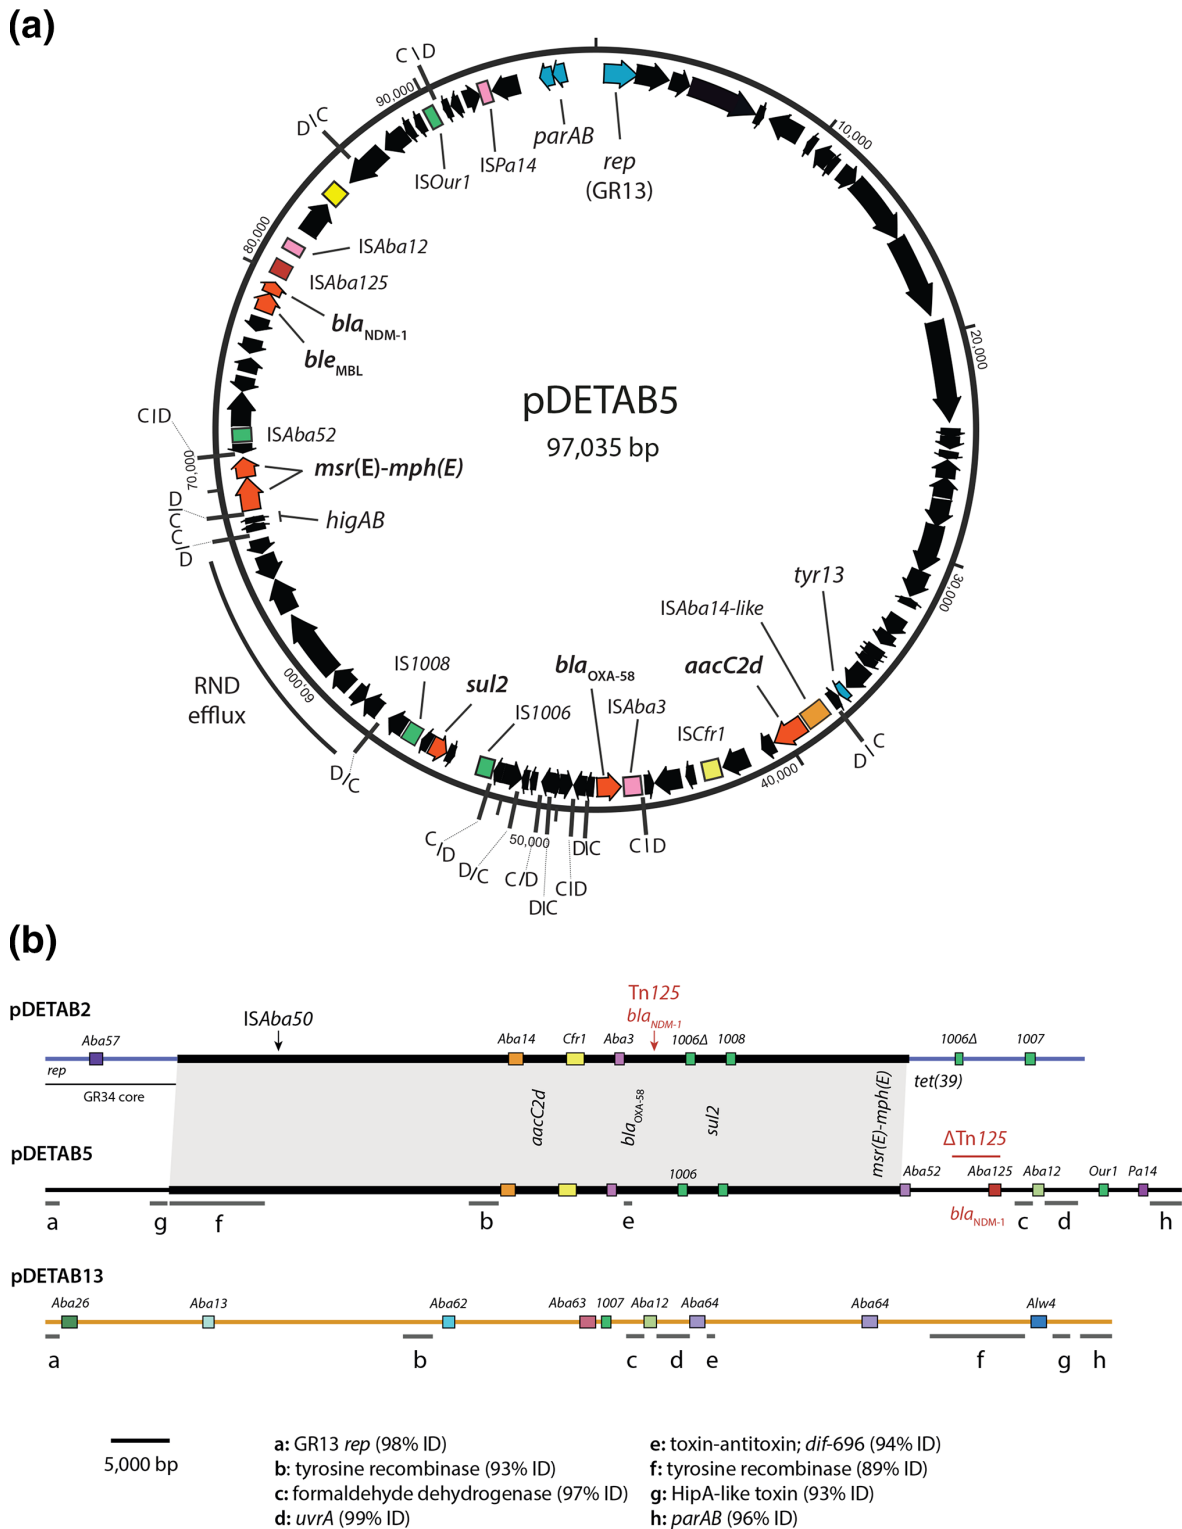 (a)
C I D
90,000
D I C
parAB
rep
(GR13)
ISPa14
ISOur1
10,000
80,000
ISAba12
ISAba125
blaNDM-1
bleMBL
20,000
pDETAB5
97,035 bp
C I D
ISAba52
70,000
msr(E)-mph(E)
D I C
higAB
C I D
30,000
tyr13
ISAba14-like
RND
efflux
60,000
IS1008
sul2
blaOXA-58
aacC2d
IS1006
ISAba3
ISCfr1
D I C
40,000
D I C
C I D
D I C
50,000
C I D
D I C
C I D
D I C
C I D
(b)
pDETAB2
ISAba50
Tn125
blaNDM-1
Aba57
Aba14
Cfr1
Aba3
1006Δ
1008
1006Δ
1007
rep
GR34 core
aacC2d
blaOXA-58
sul2
msr(E)-mph(E)
tet(39)
pDETAB5
ΔTn125
1006
Aba52
Aba125
Aba12
Our1
Pa14
blaNDM-1
a g f b e c d h
pDETAB13
Aba26
Aba13
Aba62
Aba63
1007
Aba12
Aba64
Aba64
Alw4
a b c d e f g h
5,000 bp
a: GR13 rep (98% ID)
b: tyrosine recombinase (93% ID)
c: formaldehyde dehydrogenase (97% ID)
d: uvrA (99% ID)
e: toxin-antitoxin; dif-696 (94% ID)
f: tyrosine recombinase (89% ID)
g: HipA-like toxin (93% ID)
h: parAB (96% ID)